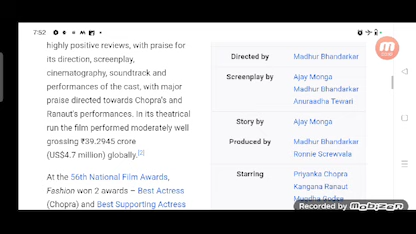 7:52
highly positive reviews, with praise for
its direction, screenplay,
cinematography, soundtrack and
performances of the cast, with major
praise directed towards Chopra's and
Ranaut's performances. In its theatrical
run the film performed moderately well
grossing ₹39.2945 crore
(US$4.7 million) globally.[2]
At the 56th National Film Awards,
Fashion won 2 awards – Best Actress
(Chopra) and Best Supporting Actress
Directed by Madhur Bhandarkar
Screenplay by Ajay Monga
Madhur Bhandarkar
Anuraadha Tewari
Story by Ajay Monga
Produced by Madhur Bhandarkar
Ronnie Screwvala
Starring Priyanka Chopra
Kangana Ranaut
Mugdha Godse
Recorded by Mobizen